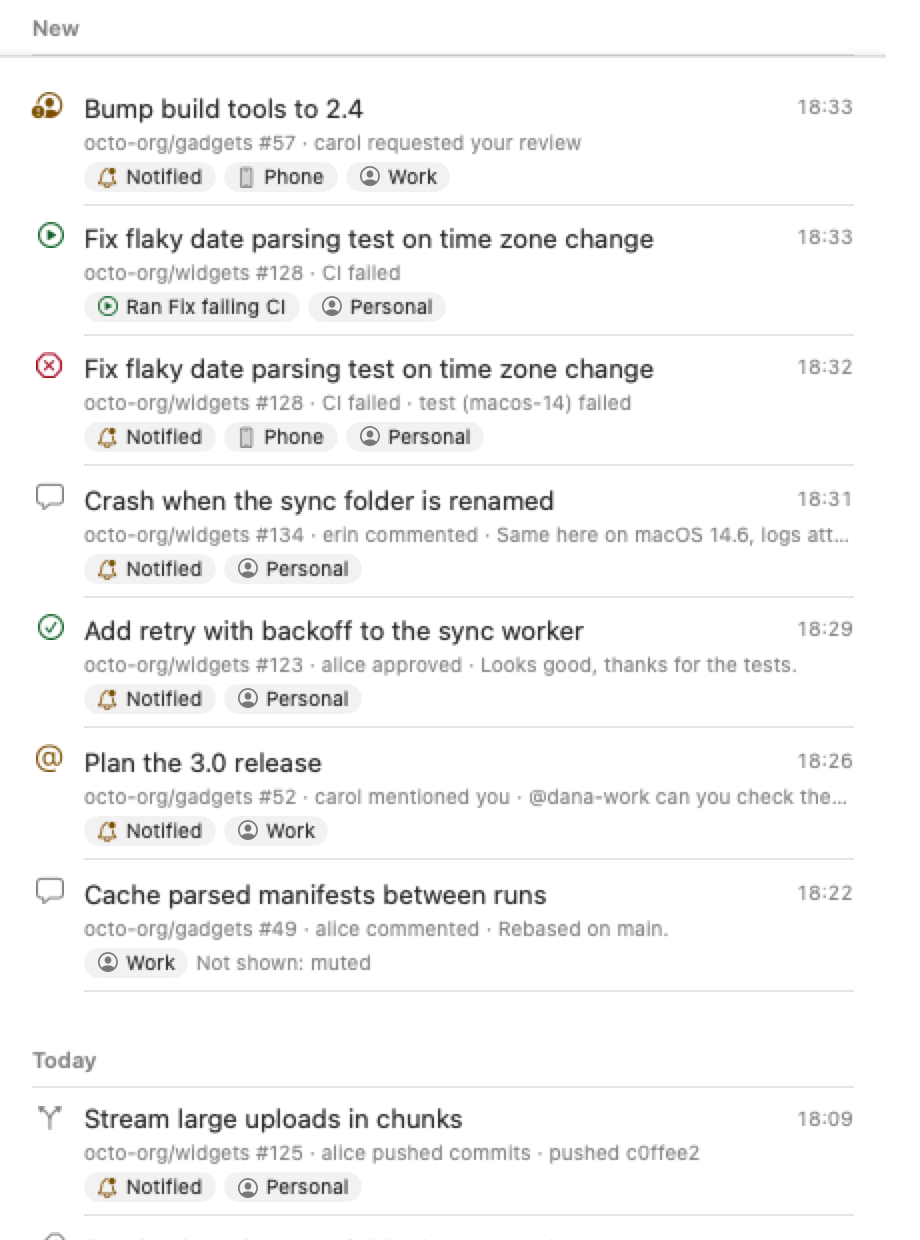 New
Bump build tools to 2.4 18:33
octo-org/gadgets #57 · carol requested your review
Notified Phone Work
Fix flaky date parsing test on time zone change 18:33
octo-org/widgets #128 · CI failed
Ran Fix failing CI Personal
Fix flaky date parsing test on time zone change 18:32
octo-org/widgets #128 · CI failed · test (macos-14) failed
Notified Phone Personal
Crash when the sync folder is renamed 18:31
octo-org/widgets #134 · erin commented · Same here on macOS 14.6, logs att...
Notified Personal
Add retry with backoff to the sync worker 18:29
octo-org/widgets #123 · alice approved · Looks good, thanks for the tests.
Notified Personal
Plan the 3.0 release 18:26
octo-org/gadgets #52 · carol mentioned you · @dana-work can you check the...
Notified Work
Cache parsed manifests between runs 18:22
octo-org/gadgets #49 · alice commented · Rebased on main.
Work Not shown: muted
Today
Stream large uploads in chunks 18:09
octo-org/widgets #125 · alice pushed commits · pushed c0ffee2
Notified Personal